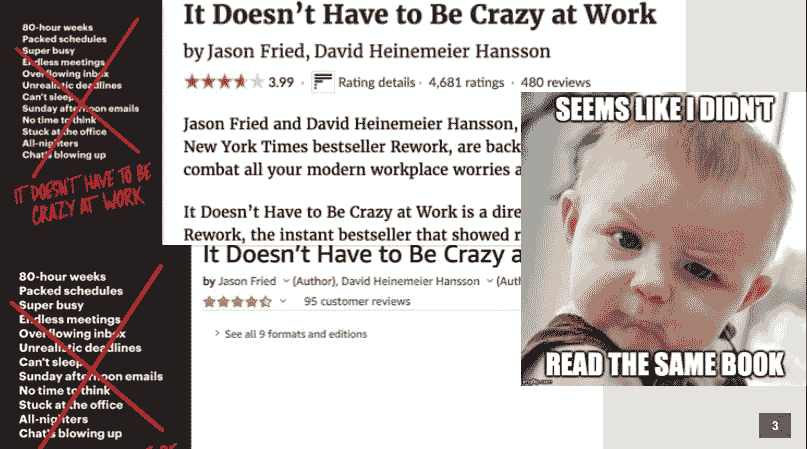 80-hour weeks
Packed schedules
Super busy
Endless meetings
Overflowing inbox
Unrealistic deadlines
Can't sleep
Sunday afternoon emails
No time to think
Stuck at the office
All-nighters
Chat's blowing up
IT DOESN'T HAVE TO BE
CRAZY AT WORK
It Doesn't Have to Be Crazy at Work
by Jason Fried, David Heinemeier Hansson
3.99 · Rating details · 4,681 ratings · 480 reviews
Jason Fried and David Heinemeier Hansson,
New York Times bestseller Rework, are back
combat all your modern workplace worries a
It Doesn't Have to Be Crazy at Work is a dire
Rework, the instant bestseller that showed r
SEEMS LIKE I DIDN'T
READ THE SAME BOOK
80-hour weeks
Packed schedules
Super busy
Endless meetings
Overflowing inbox
Unrealistic deadlines
Can't sleep
Sunday afternoon emails
No time to think
Stuck at the office
All-nighters
Chat's blowing up
It Doesn't Have to Be Crazy a
by Jason Fried (Author), David Heinemeier Hansson (Auth
95 customer reviews
See all 9 formats and editions
3